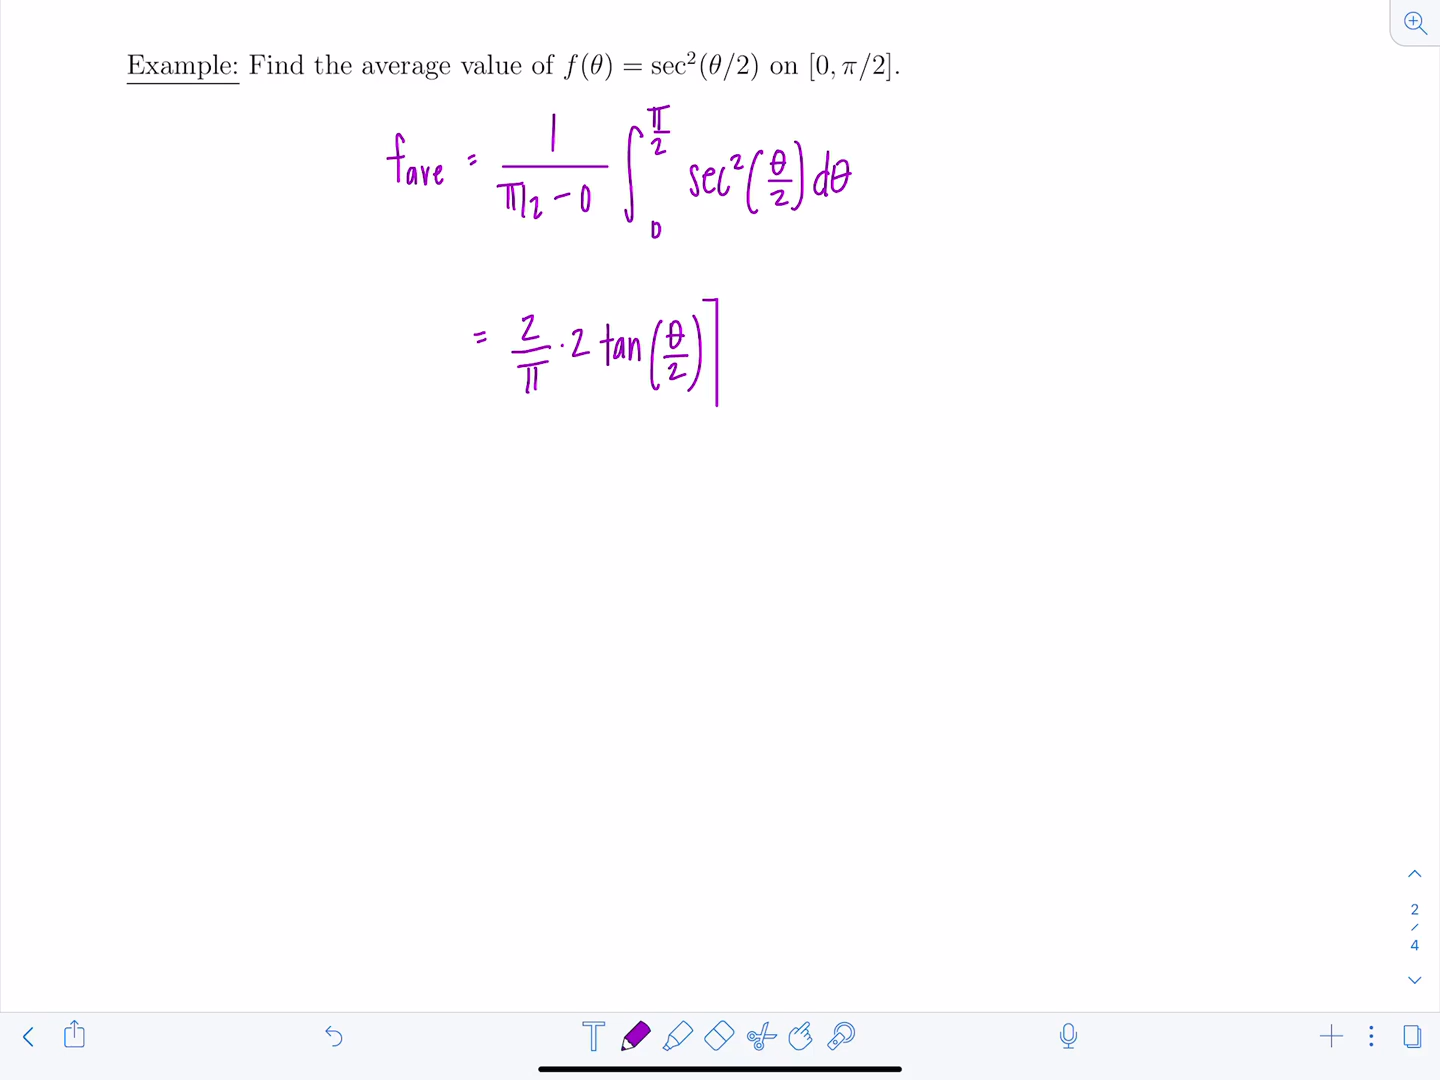 Example: Find the average value of f(θ) = sec²(θ/2) on [0, π/2].
f_ave = 1/(π/2 − 0) ∫₀^(π/2) sec²(θ/2) dθ
= 2/π · 2 tan(θ/2)]
2
/
4
T